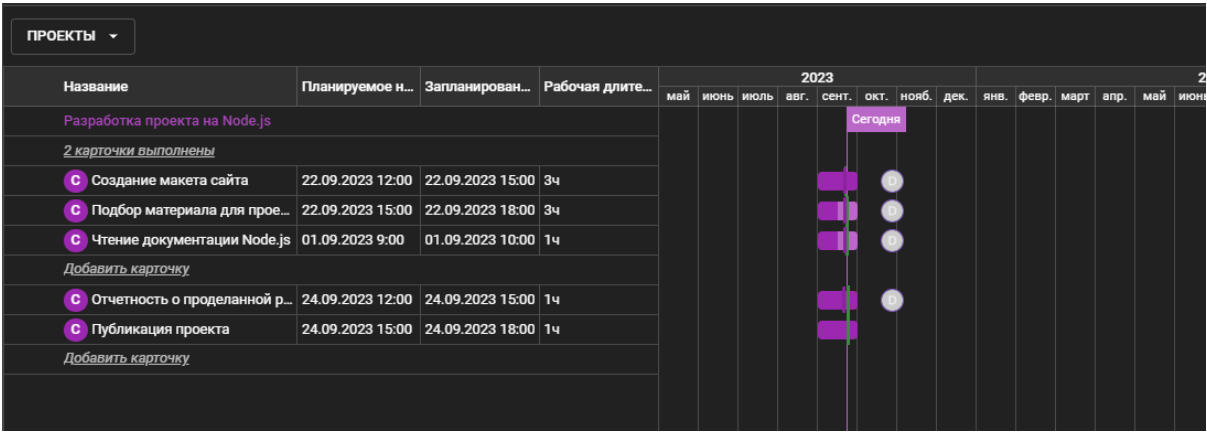 ПРОЕКТЫ
Название Планируемое н... Запланирован... Рабочая длите...
2023 2
май июнь июль авг. сент. окт. нояб. дек. янв. февр. март апр. май июнь
Разработка проекта на Node.js Сегодня
2 карточки выполнены
C Создание макета сайта 22.09.2023 12:00 22.09.2023 15:00 3ч D
C Подбор материала для прое... 22.09.2023 15:00 22.09.2023 18:00 3ч D
C Чтение документации Node.js 01.09.2023 9:00 01.09.2023 10:00 1ч D
Добавить карточку
C Отчетность о проделанной р... 24.09.2023 12:00 24.09.2023 15:00 1ч D
C Публикация проекта 24.09.2023 15:00 24.09.2023 18:00 1ч
Добавить карточку